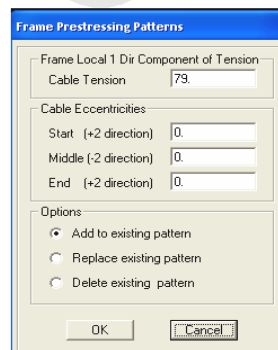 Frame Prestressing Patterns
Frame Local 1 Dir Component of Tension
Cable Tension 79.
Cable Eccentricities
Start (+2 direction) 0.
Middle (-2 direction) 0.
End (+2 direction) 0.
Options
Add to existing pattern
Replace existing pattern
Delete existing pattern
OK Cancel